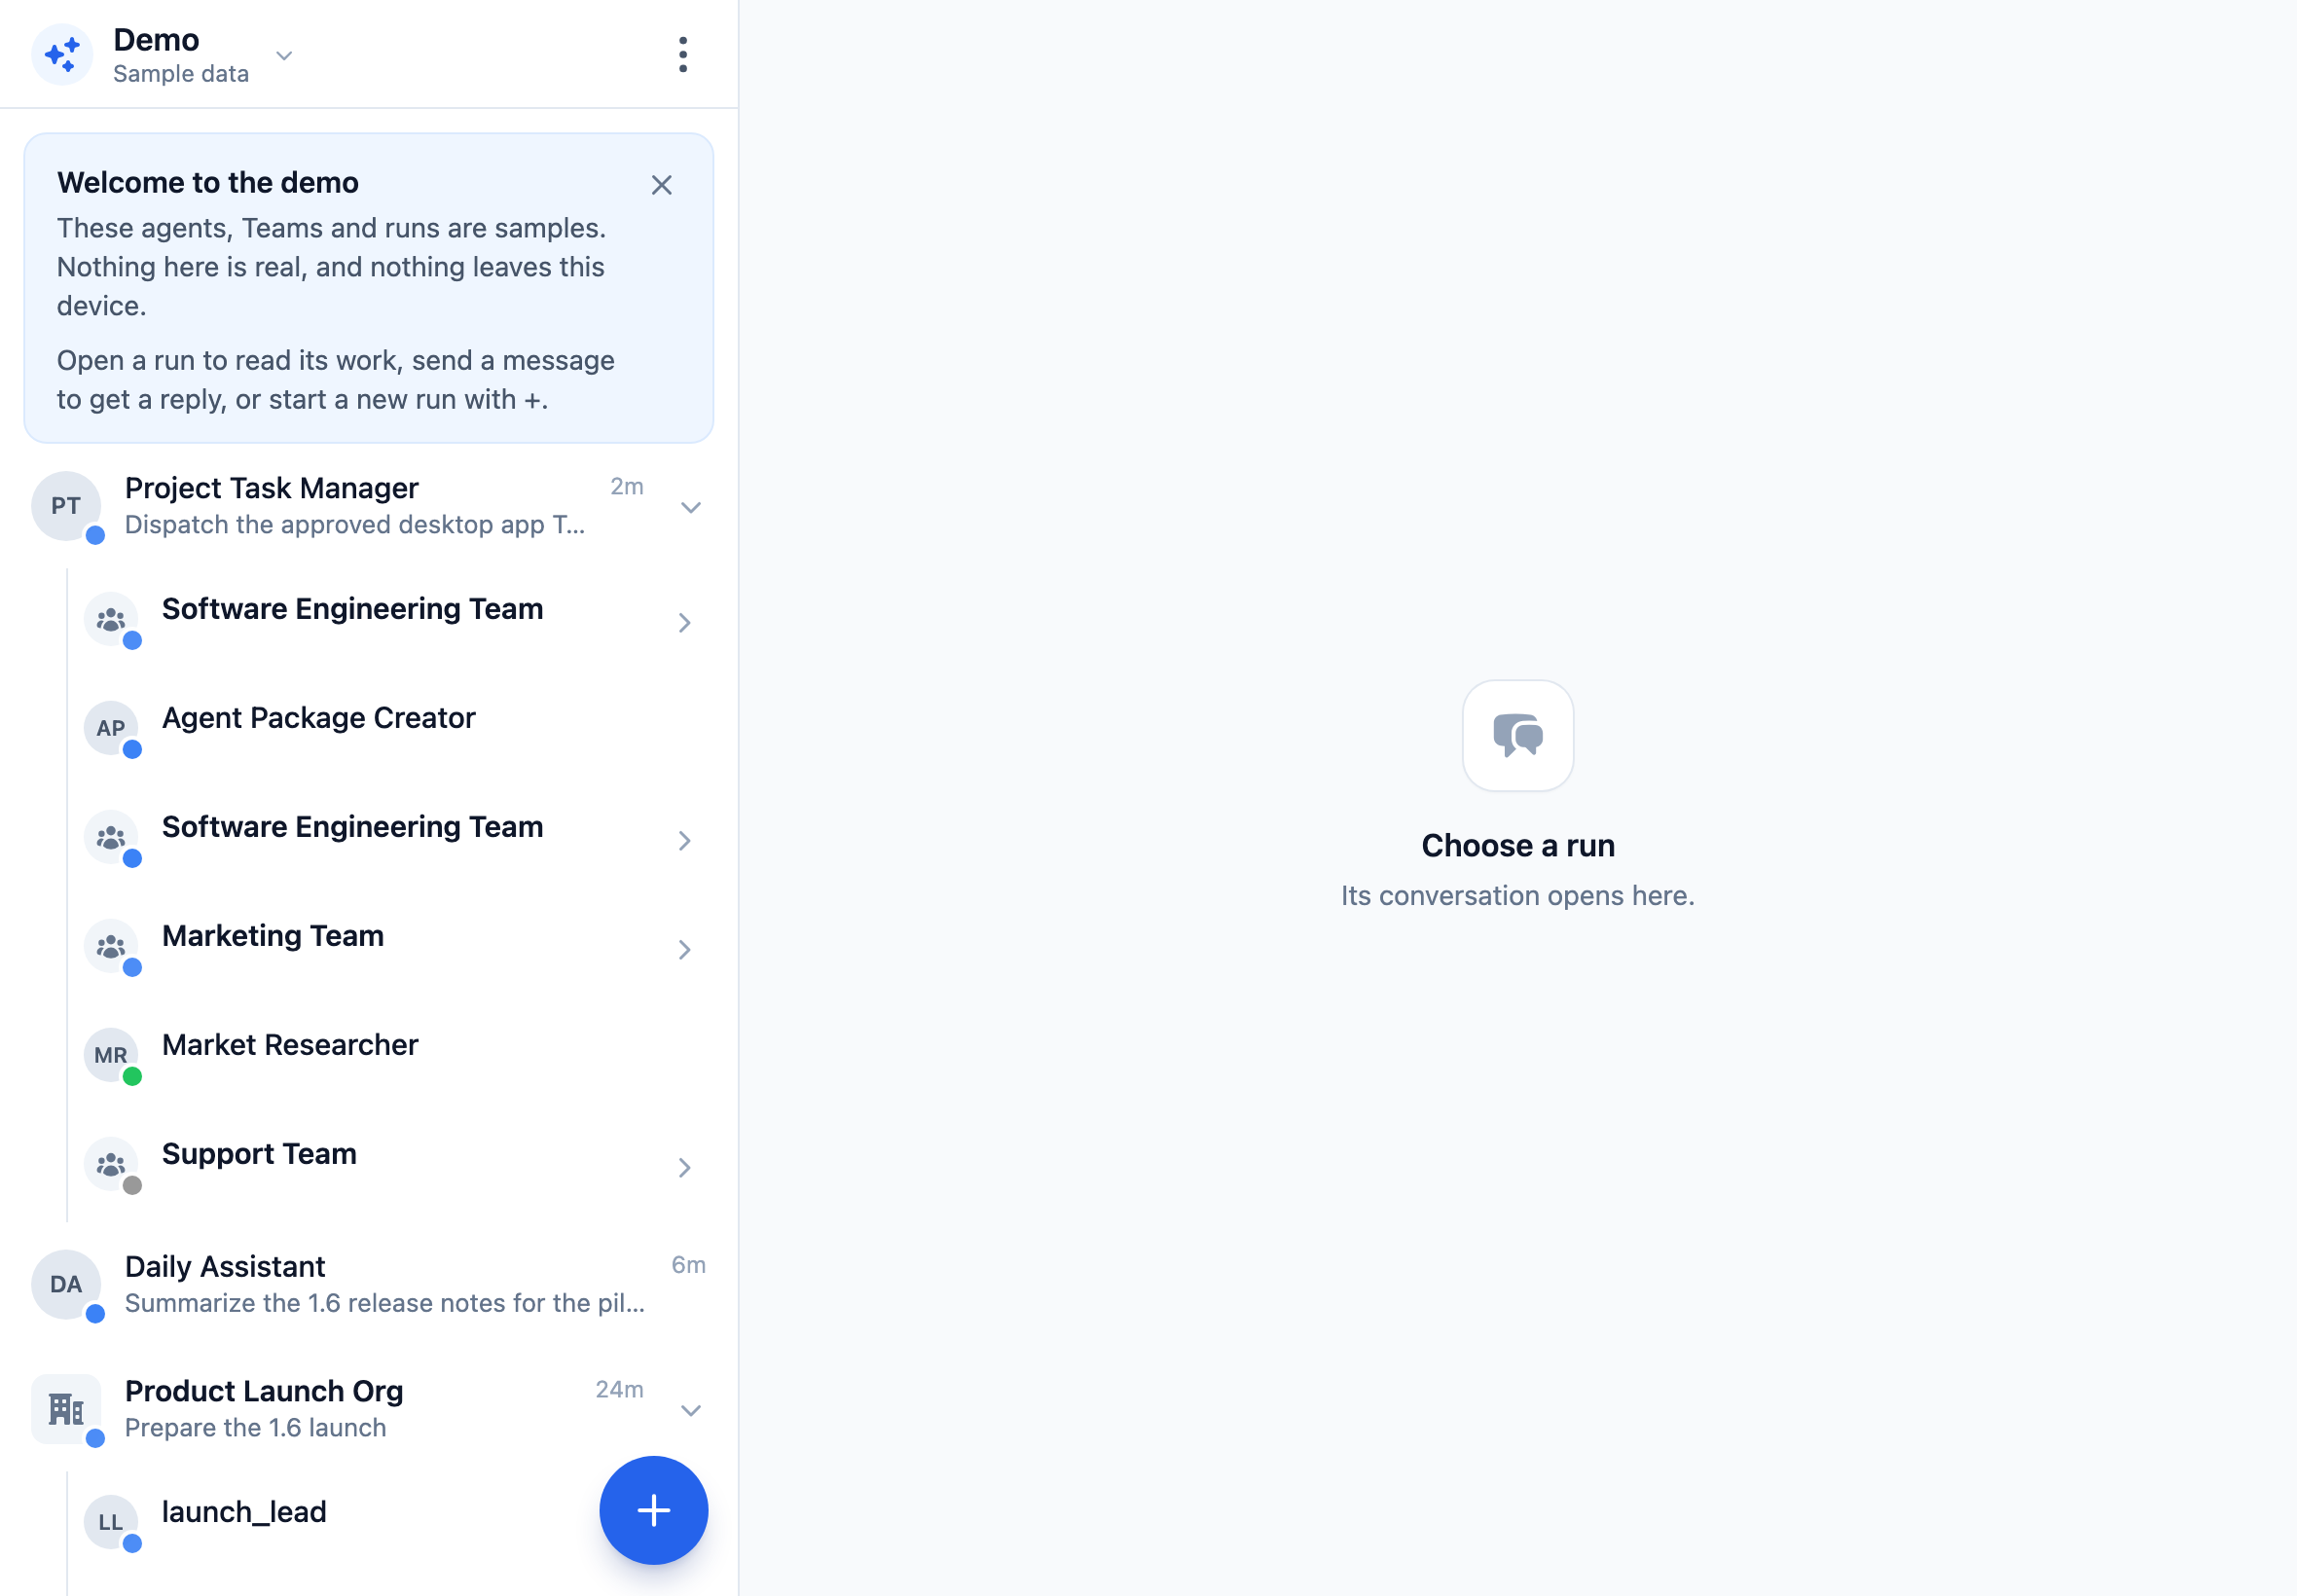 Demo
Sample data
Welcome to the demo
These agents, Teams and runs are samples.
Nothing here is real, and nothing leaves this
device.
Open a run to read its work, send a message
to get a reply, or start a new run with +.
PT
Project Task Manager
2m
Dispatch the approved desktop app T...
Software Engineering Team
AP
Agent Package Creator
Software Engineering Team
Marketing Team
MR
Market Researcher
Support Team
DA
Daily Assistant
6m
Summarize the 1.6 release notes for the pil...
Product Launch Org
24m
Prepare the 1.6 launch
LL
launch_lead
Choose a run
Its conversation opens here.